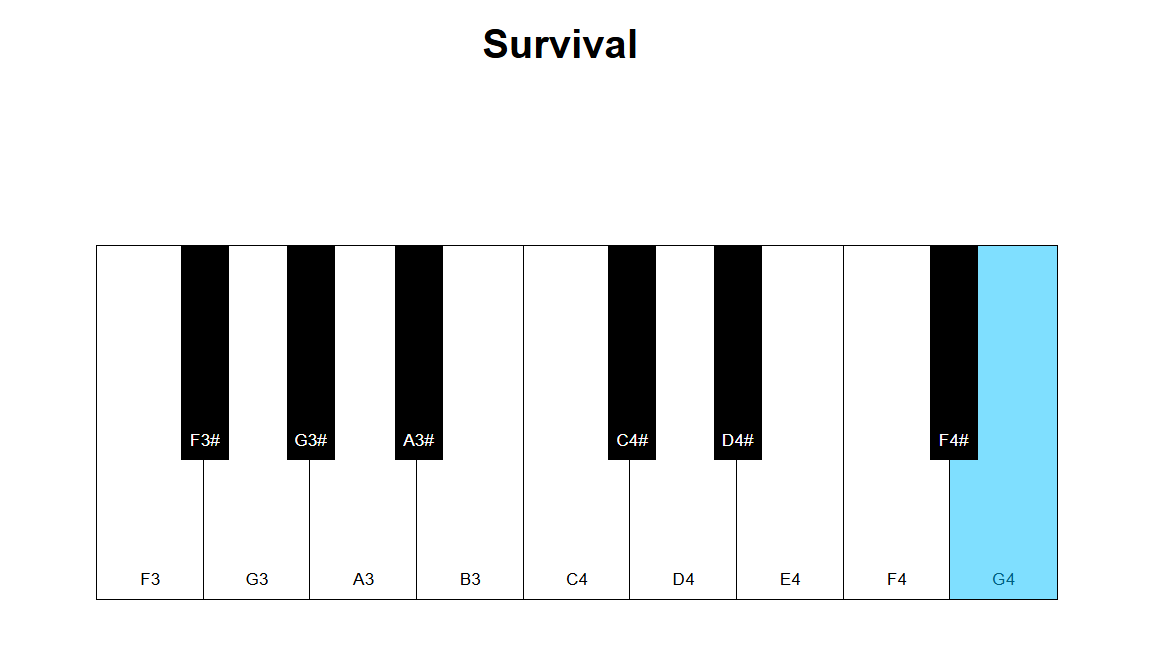 Survival
F3# G3# A3# C4# D4# F4#
F3 G3 A3 B3 C4 D4 E4 F4 G4